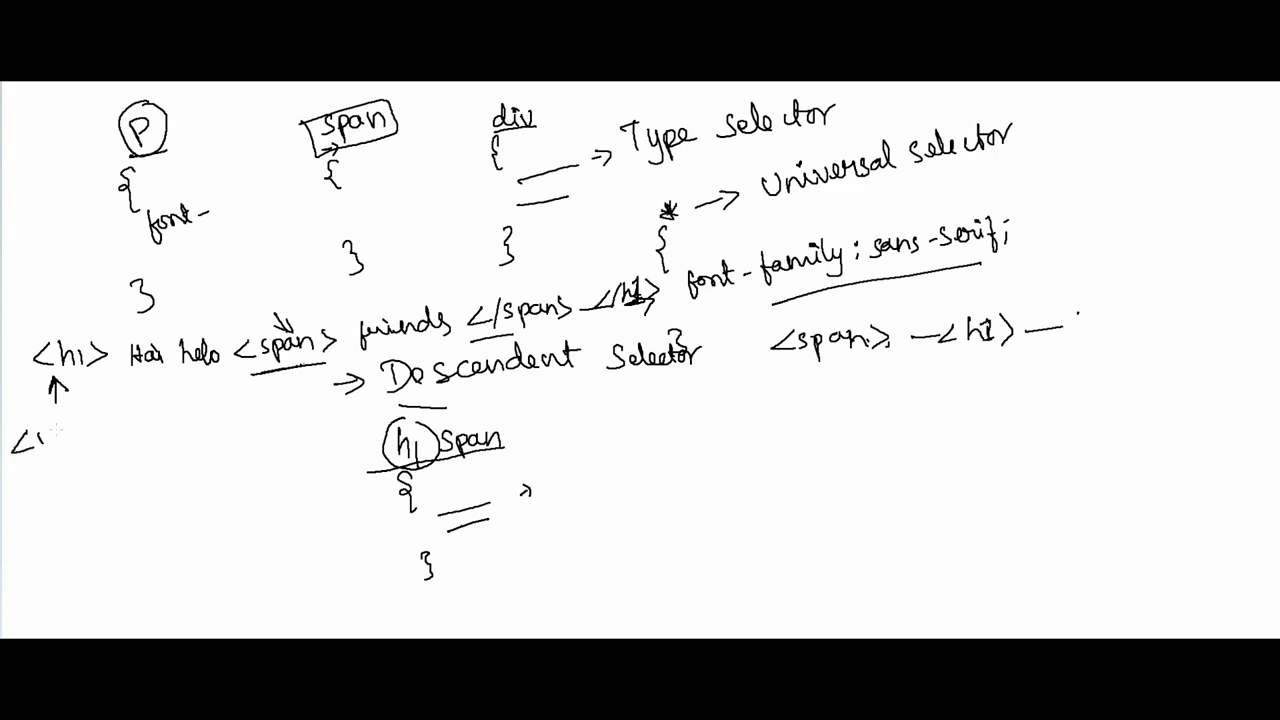 P span div → Type Selector
{ { {
font-
* → Universal selector
} } }
{
font-family: sans-serif;
}
<h1> Hai helo <span> friends </span> </h1>
<span> — <h1> —
→ Descendent Selector
h1 span
{
}
<